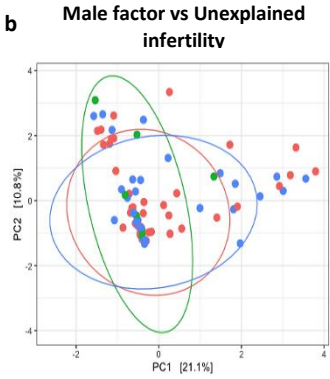 b
Male factor vs Unexplained
infertility
PC2 [10.8%]
4
2
0
-2
-4
-2
0
2
4
PC1 [21.1%]